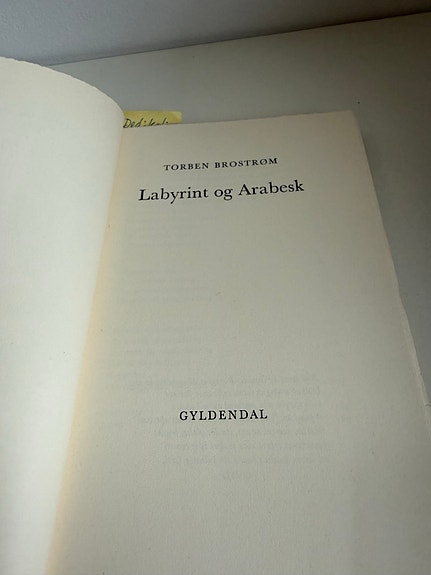 TORBEN BROSTRØM
Labyrint og Arabesk
GYLDENDAL